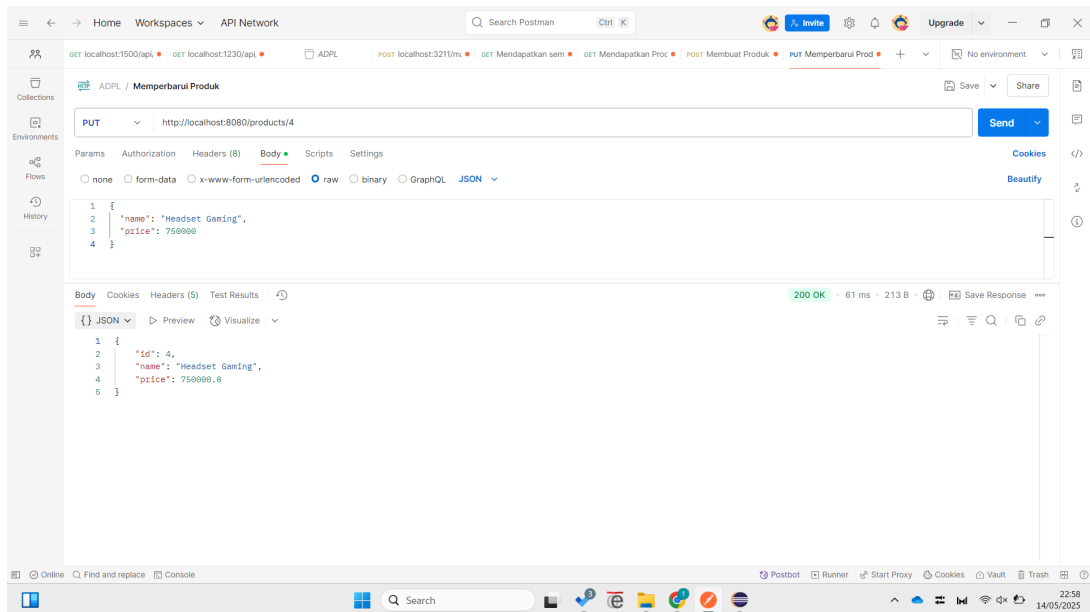 Home Workspaces API Network Search Postman Ctrl K Invite Upgrade
GET localhost:1500/api, GET localhost:1230/api, ADPL POST localhost:3211/m GET Mendapatkan sem GET Mendapatkan Proc POST Membuat Produk PUT Memperbarui Prod No environment
HTTP ADPL / Memperbarui Produk Save Share
Collections
Environments
Flows
History
PUT http://localhost:8080/products/4 Send
Params Authorization Headers (8) Body Scripts Settings Cookies
none form-data x-www-form-urlencoded raw binary GraphQL JSON Beautify
1 {
2 "name": "Headset Gaming",
3 "price": 750000
4 }
Body Cookies Headers (5) Test Results 200 OK 61 ms 213 B Save Response
{} JSON Preview Visualize
1 {
2 "id": 4,
3 "name": "Headset Gaming",
4 "price": 750000.0
5 }
Online Find and replace Console Postbot Runner Start Proxy Cookies Vault Trash
Search 3 22:58
14/05/2025